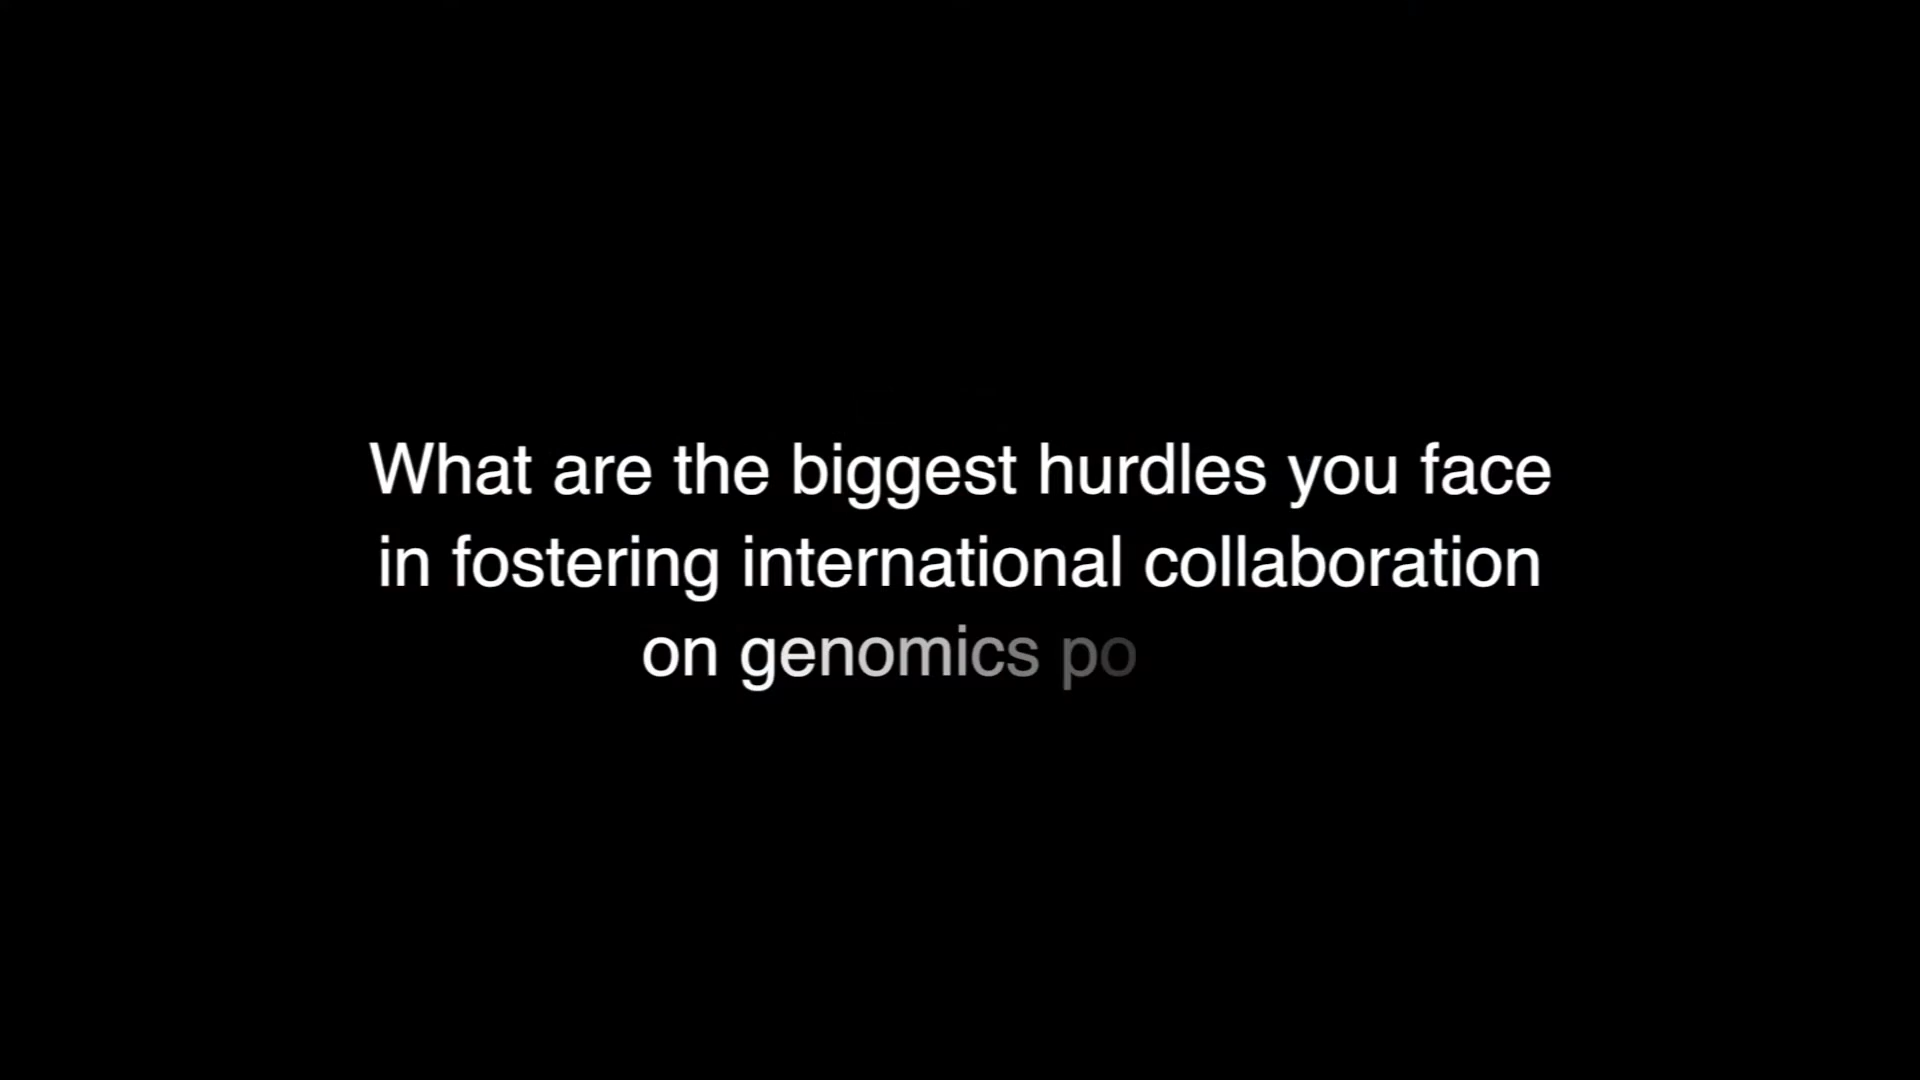 What are the biggest hurdles you face
in fostering international collaboration
on genomics po